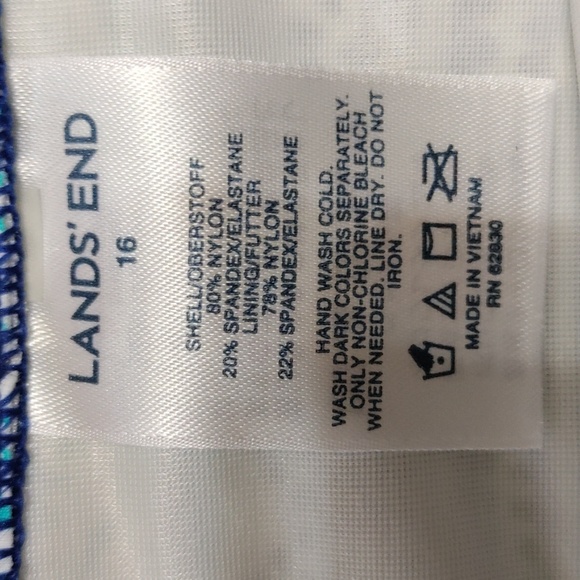 LANDS' END
16
SHELL/OBERSTOFF
80% NYLON
20% SPANDEX/ELASTANE
LINING/FUTTER
78% NYLON
22% SPANDEX/ELASTANE
HAND WASH COLD.
WASH DARK COLORS SEPARATELY.
ONLY NON-CHLORINE BLEACH
WHEN NEEDED. LINE DRY. DO NOT
IRON.
MADE IN VIETNAM
RN 62830